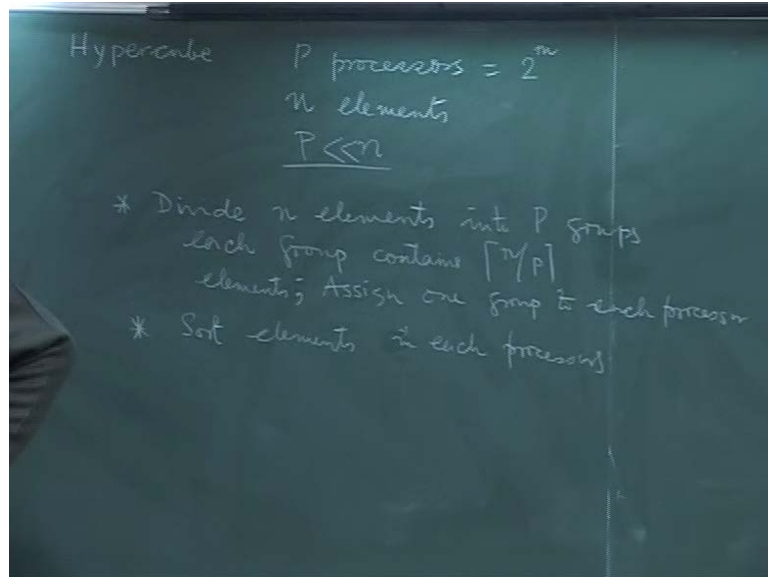 Hypercube P processors = 2^m
n elements
P << n
* Divide n elements into P groups
each group contains ⌈n/p⌉
elements; Assign one group to each processor
* Sort elements in each processors